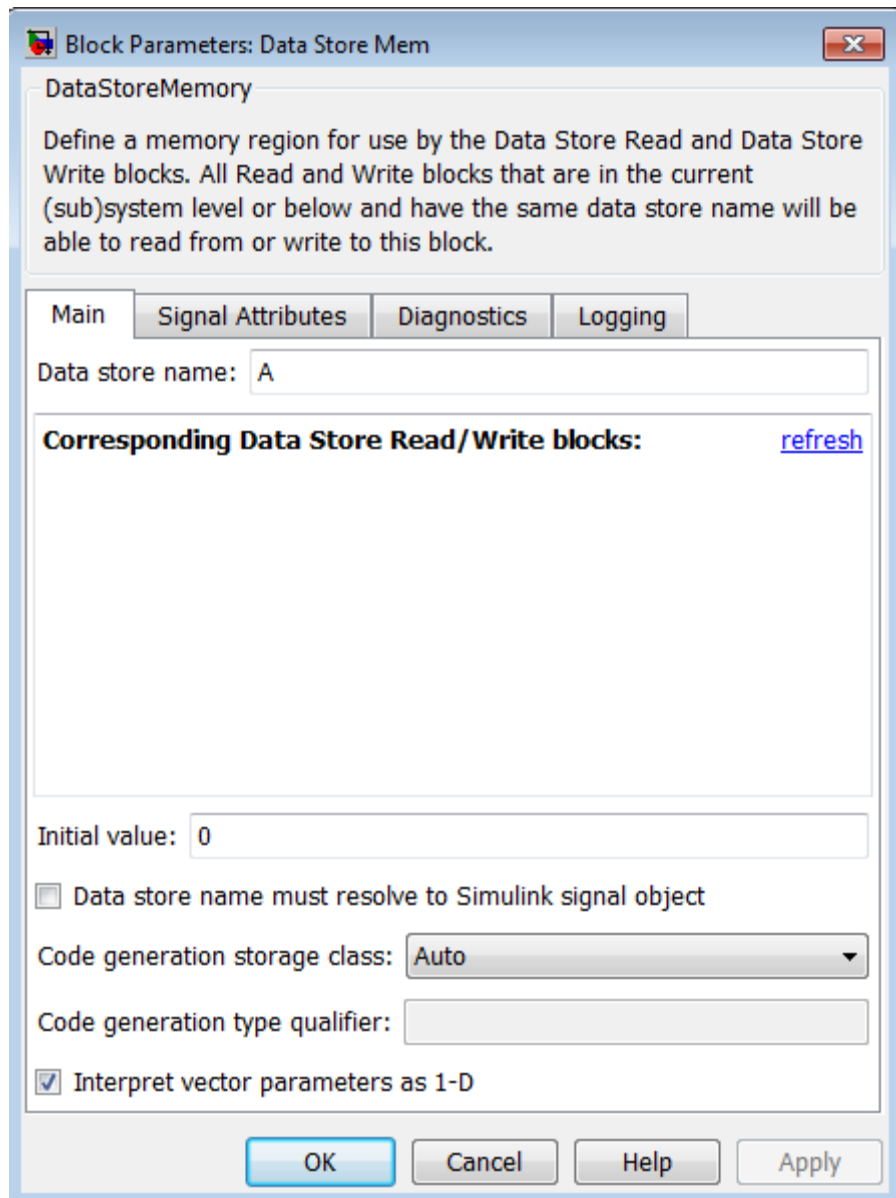 Block Parameters: Data Store Mem
DataStoreMemory
Define a memory region for use by the Data Store Read and Data Store
Write blocks. All Read and Write blocks that are in the current
(sub)system level or below and have the same data store name will be
able to read from or write to this block.
Main Signal Attributes Diagnostics Logging
Data store name: A
Corresponding Data Store Read/Write blocks: refresh
Initial value: 0
Data store name must resolve to Simulink signal object
Code generation storage class: Auto
Code generation type qualifier:
Interpret vector parameters as 1-D
OK Cancel Help Apply